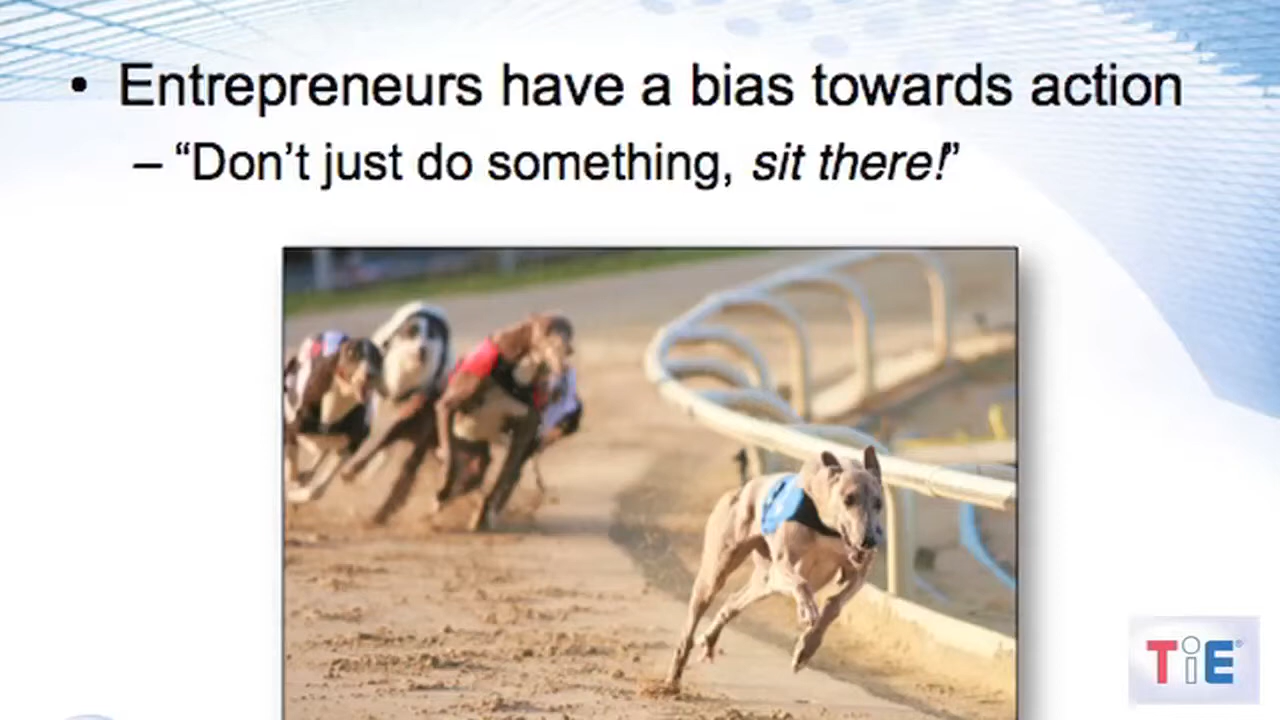 • Entrepreneurs have a bias towards action
– “Don’t just do something, sit there!”
TiE®